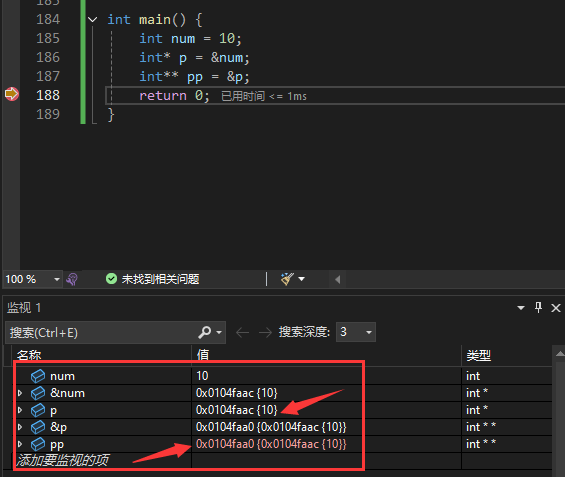 183
184 int main() {
185 int num = 10;
186 int* p = &num;
187 int** pp = &p;
188 return 0; 已用时间 <= 1ms
189 }
100 % 未找到相关问题
监视 1
搜索(Ctrl+E) 搜索深度: 3
名称 值 类型
num 10 int
&num 0x0104faac {10} int *
p 0x0104faac {10} int *
&p 0x0104faa0 {0x0104faac {10}} int * *
pp 0x0104faa0 {0x0104faac {10}} int * *
添加要监视的项